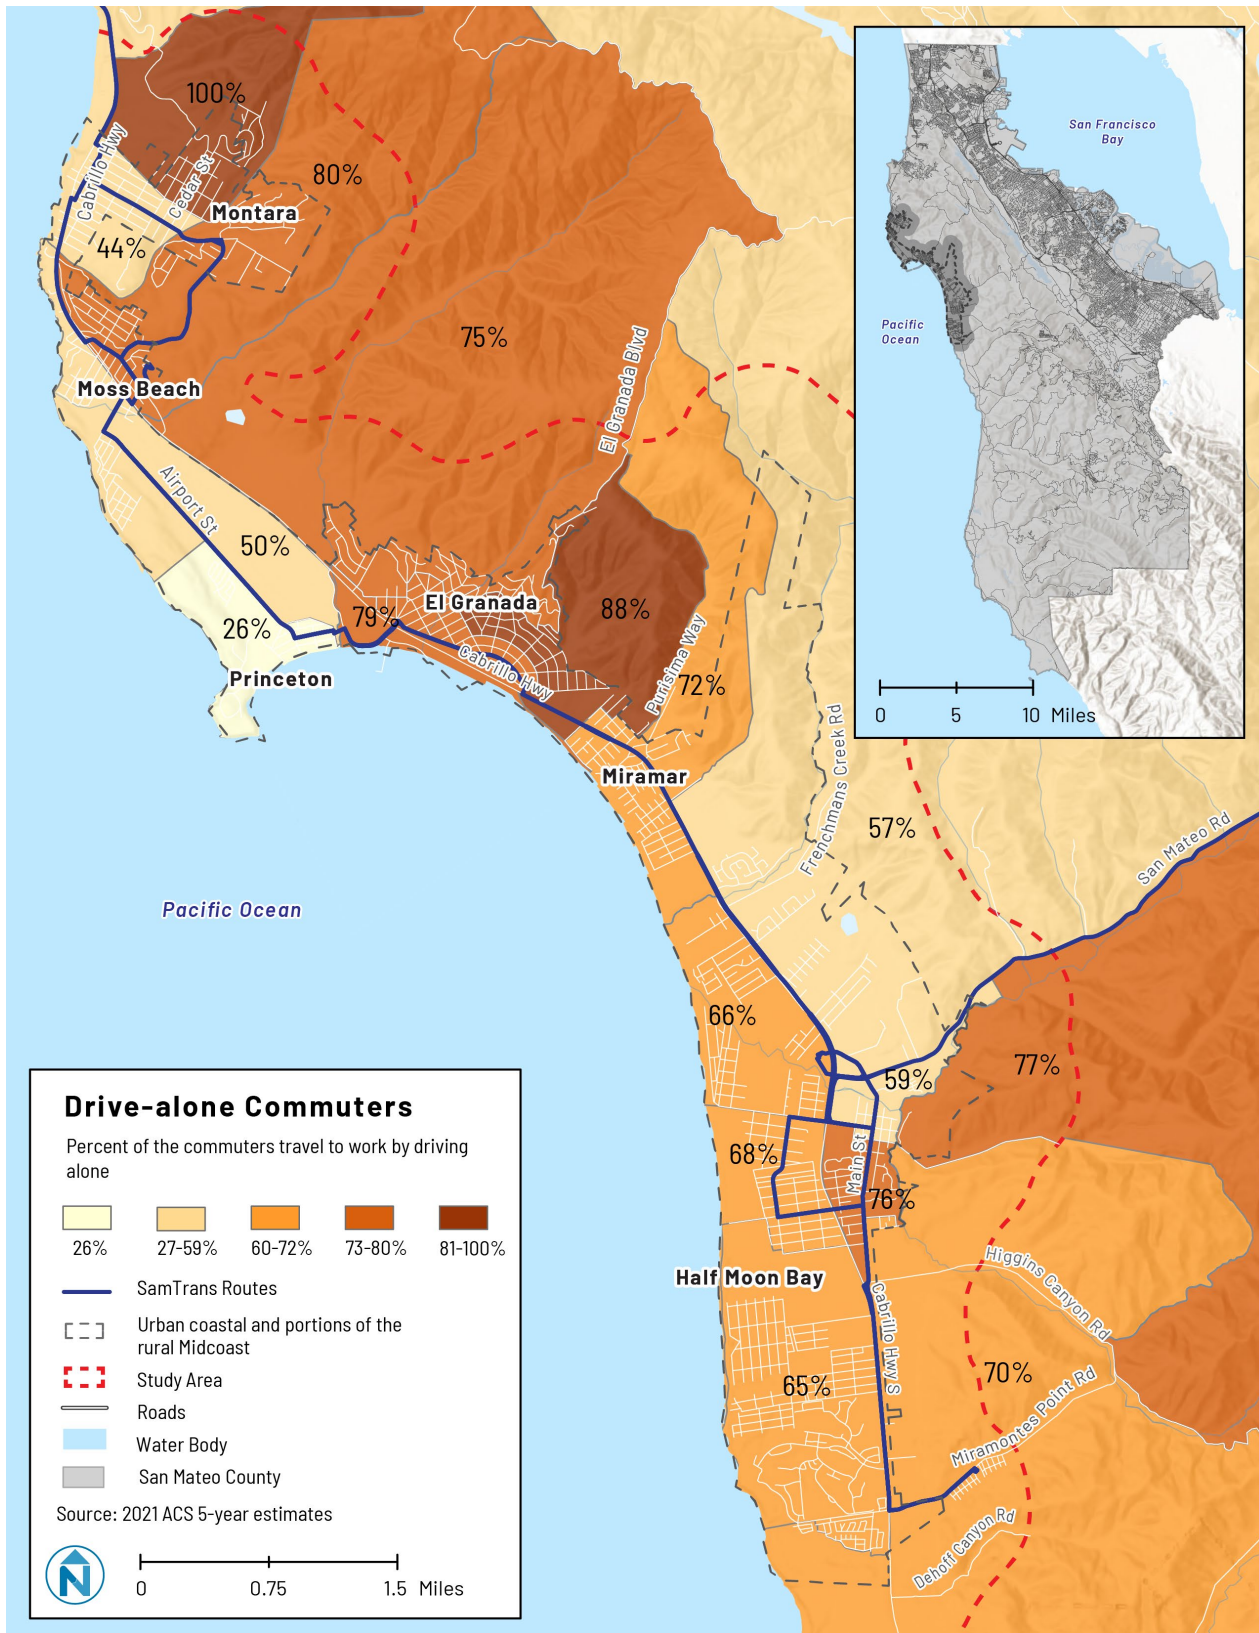 100%
Cabrillo Hwy
Cedar St
80%
Montara
44%
75%
Moss Beach
El Granada Blvd
Airport St
50%
26%
Princeton
79%
El Granada
Cabrillo Hwy
88%
Purisima Way
72%
Miramar
Frenchmans Creek Rd
57%
San Mateo Rd
Pacific Ocean
66%
59%
77%
68%
Main St
76%
Half Moon Bay
Higgins Canyon Rd
Cabrillo Hwy S
65%
70%
Miramontes Point Rd
Dehoff Canyon Rd
San Francisco
Bay
Pacific
Ocean
0 5 10 Miles
Drive-alone Commuters
Percent of the commuters travel to work by driving
alone
26% 27-59% 60-72% 73-80% 81-100%
SamTrans Routes
Urban coastal and portions of the
rural Midcoast
Study Area
Roads
Water Body
San Mateo County
Source: 2021 ACS 5-year estimates
N
0 0.75 1.5 Miles